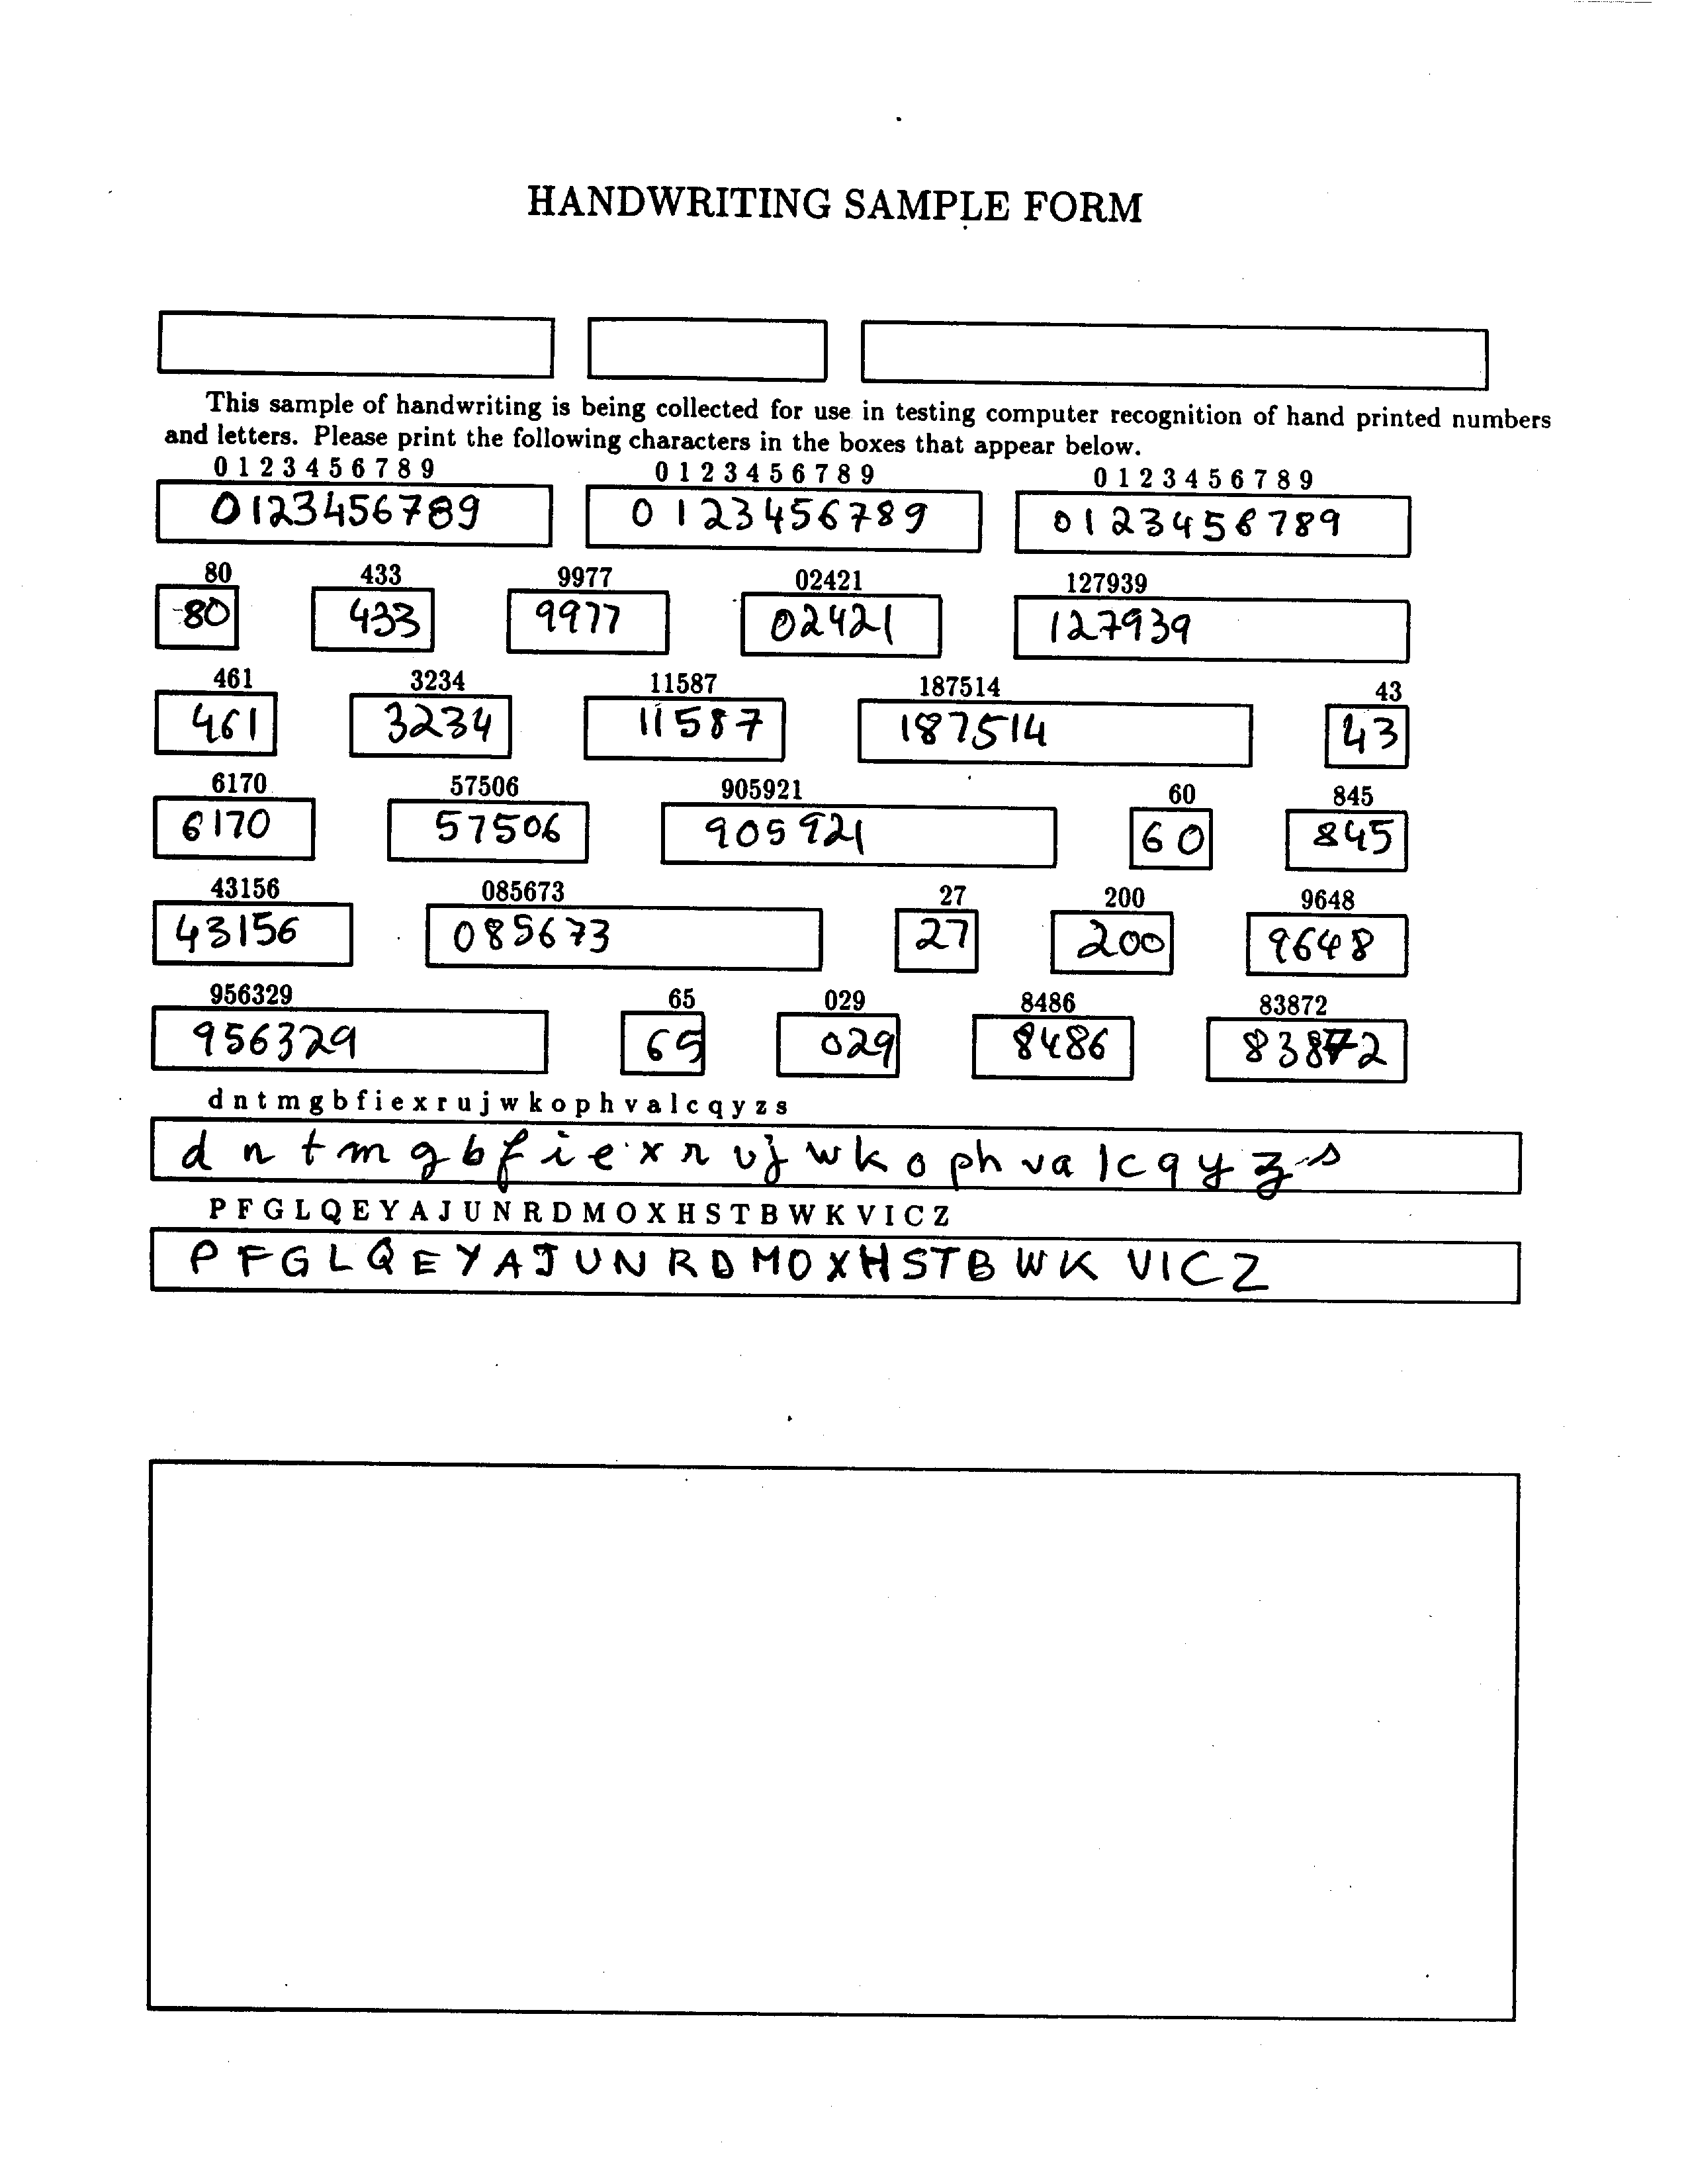 HANDWRITING SAMPLE FORM
This sample of handwriting is being collected for use in testing computer recognition of hand printed numbers
and letters. Please print the following characters in the boxes that appear below.
0 1 2 3 4 5 6 7 8 9 0 1 2 3 4 5 6 7 8 9 0 1 2 3 4 5 6 7 8 9
0123456789 0123456789 0123456789
80 433 9977 02421 127939
80 433 9977 02421 127939
461 3234 11587 187514 43
461 3234 11587 187514 43
6170 57506 905921 60 845
6170 57506 905921 60 845
43156 085673 27 200 9648
43156 085673 27 200 9648
956329 65 029 8486 83872
956329 65 029 8486 83872
d n t m g b f i e x r u j w k o p h v a l c q y z s
d n t m g b f i e x r u j w k o p h v a l c q y z s
P F G L Q E Y A J U N R D M O X H S T B W K V I C Z
P F G L Q E Y A J U N R D M O X H S T B W K V I C Z